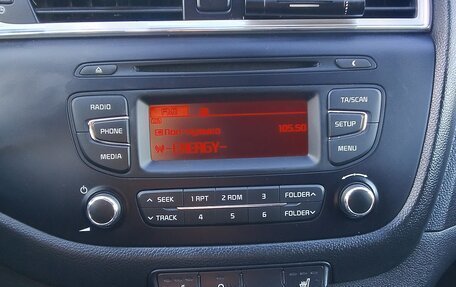 RADIO
PHONE
MEDIA
FM1
105.50
-ENERGY-
TA/SCAN
SETUP
MENU
SEEK 1 RPT 2 RDM 3 FOLDER
TRACK 4 5 6 FOLDER